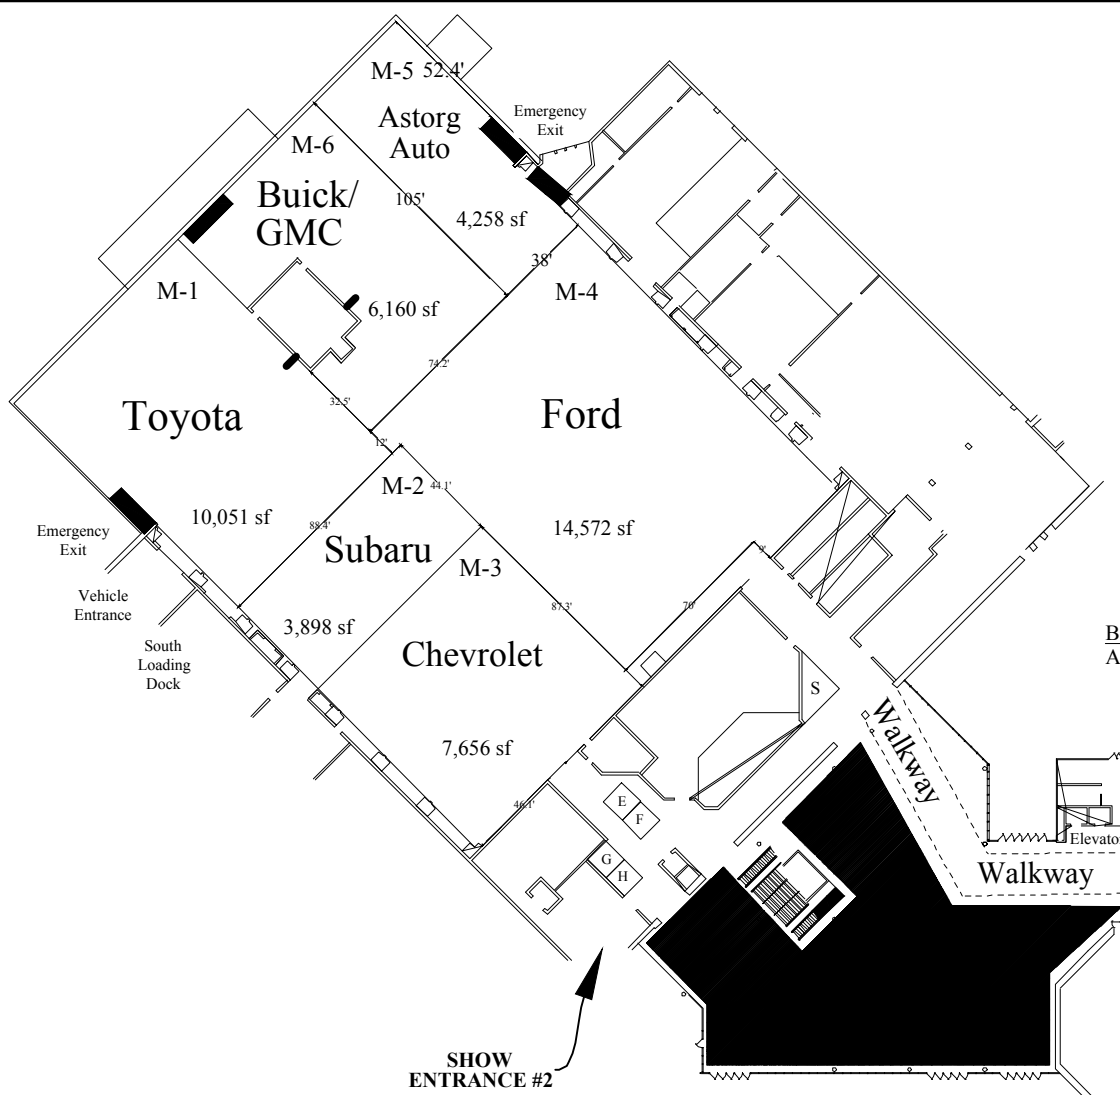 M-5 52.4'
Astorg
Auto
Emergency
Exit
M-6
Buick/
GMC
105'
4,258 sf
38'
M-4
M-1
6,160 sf
74.2'
Toyota
32.5'
12'
Ford
M-2
44.1'
10,051 sf
88.4'
Subaru
14,572 sf
M-3
9'
Emergency
Exit
Vehicle
Entrance
South
Loading
Dock
3,898 sf
87.3'
70'
Chevrolet
7,656 sf
46.1'
S
B
A
Walkway
E
F
G
H
Elevato
Walkway
SHOW
ENTRANCE #2